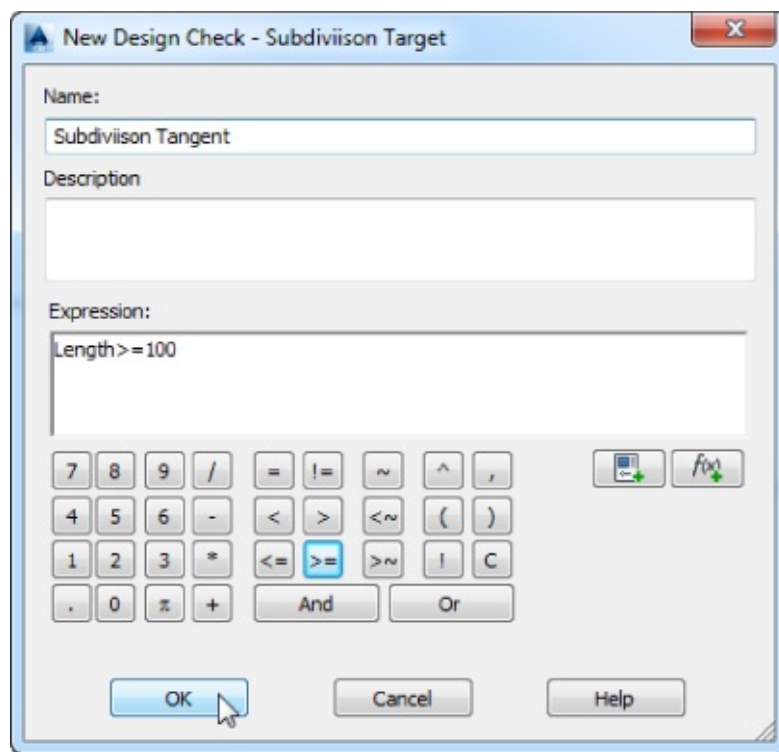 New Design Check - Subdiviison Target
Name:
Subdiviison Tangent
Description
Expression:
Length>=100
7 8 9 / = != ~ ^ ,
f(x)
4 5 6 - < > <~ ( )
1 2 3 * <= >= >~ ! C
. 0 π + And Or
OK Cancel Help